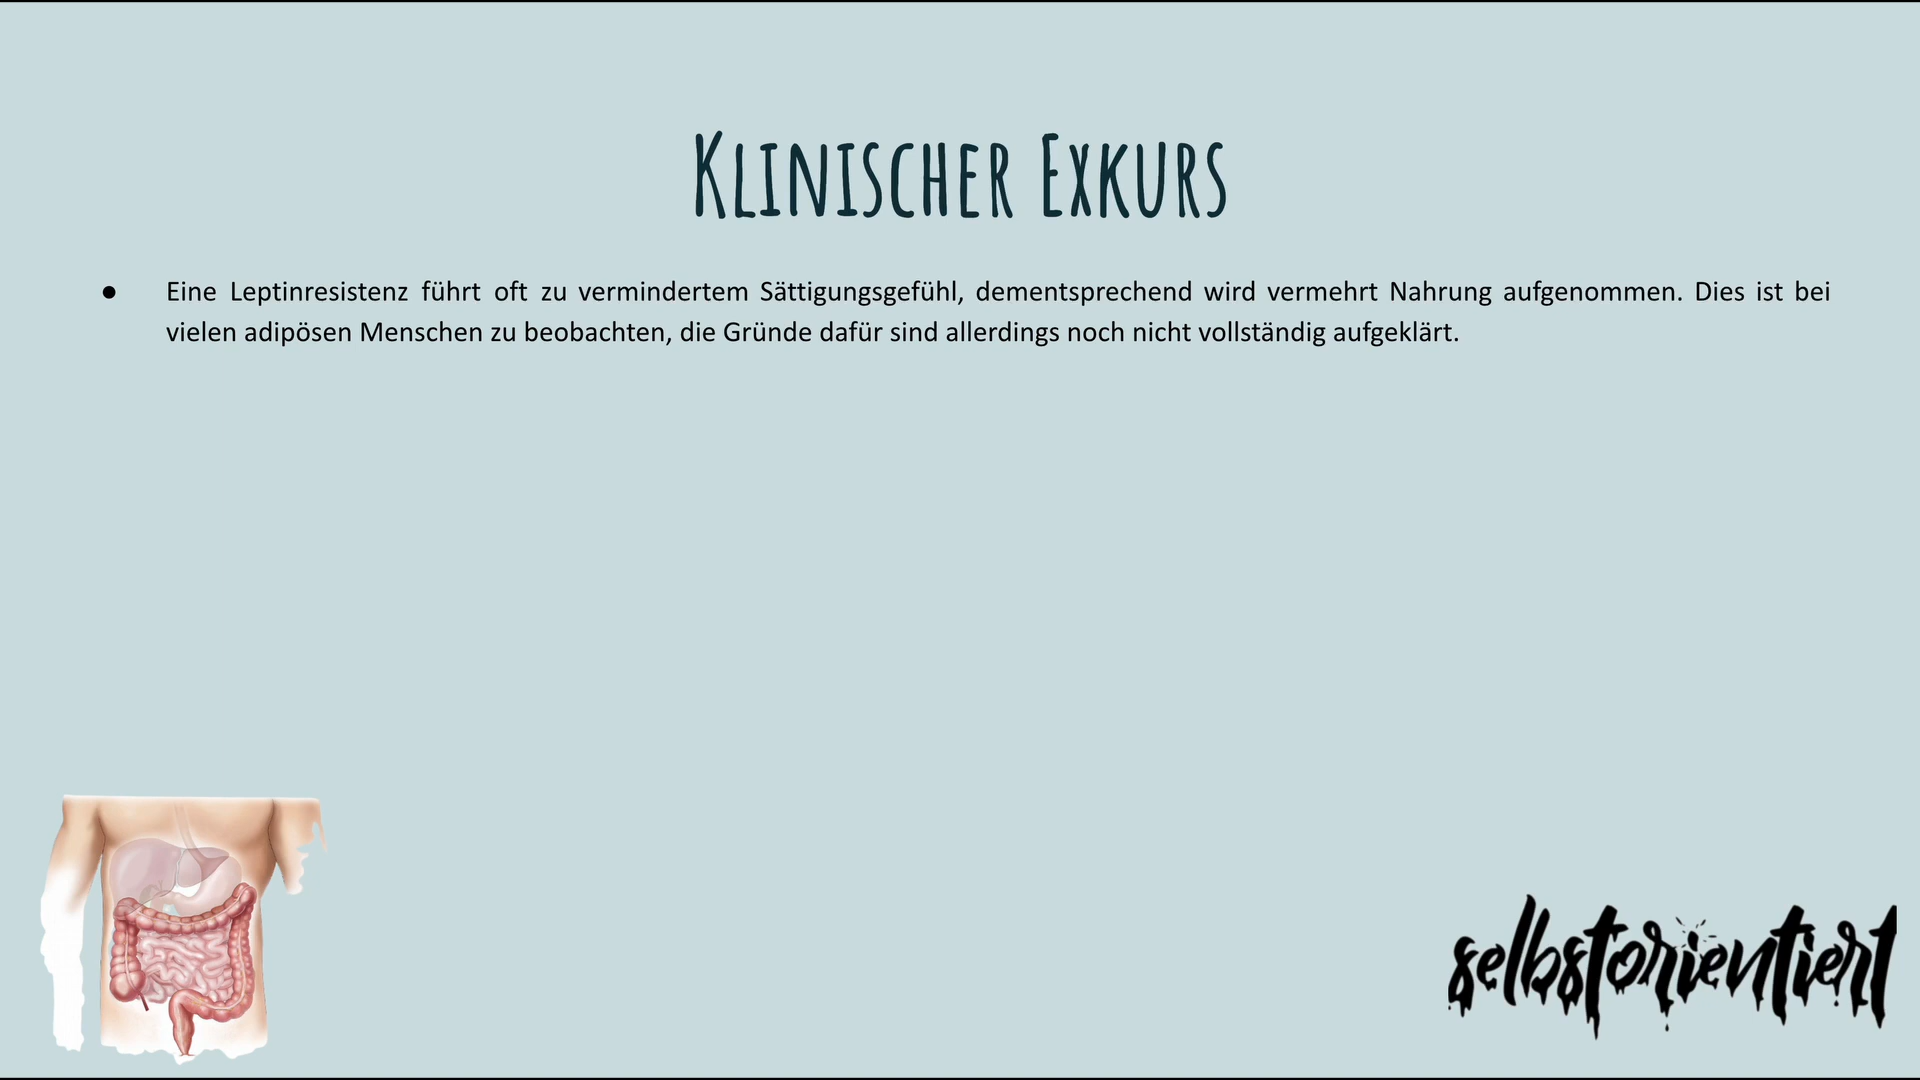 Klinischer Exkurs
● Eine Leptinresistenz führt oft zu vermindertem Sättigungsgefühl, dementsprechend wird vermehrt Nahrung aufgenommen. Dies ist bei
vielen adipösen Menschen zu beobachten, die Gründe dafür sind allerdings noch nicht vollständig aufgeklärt.
selbstorientiert